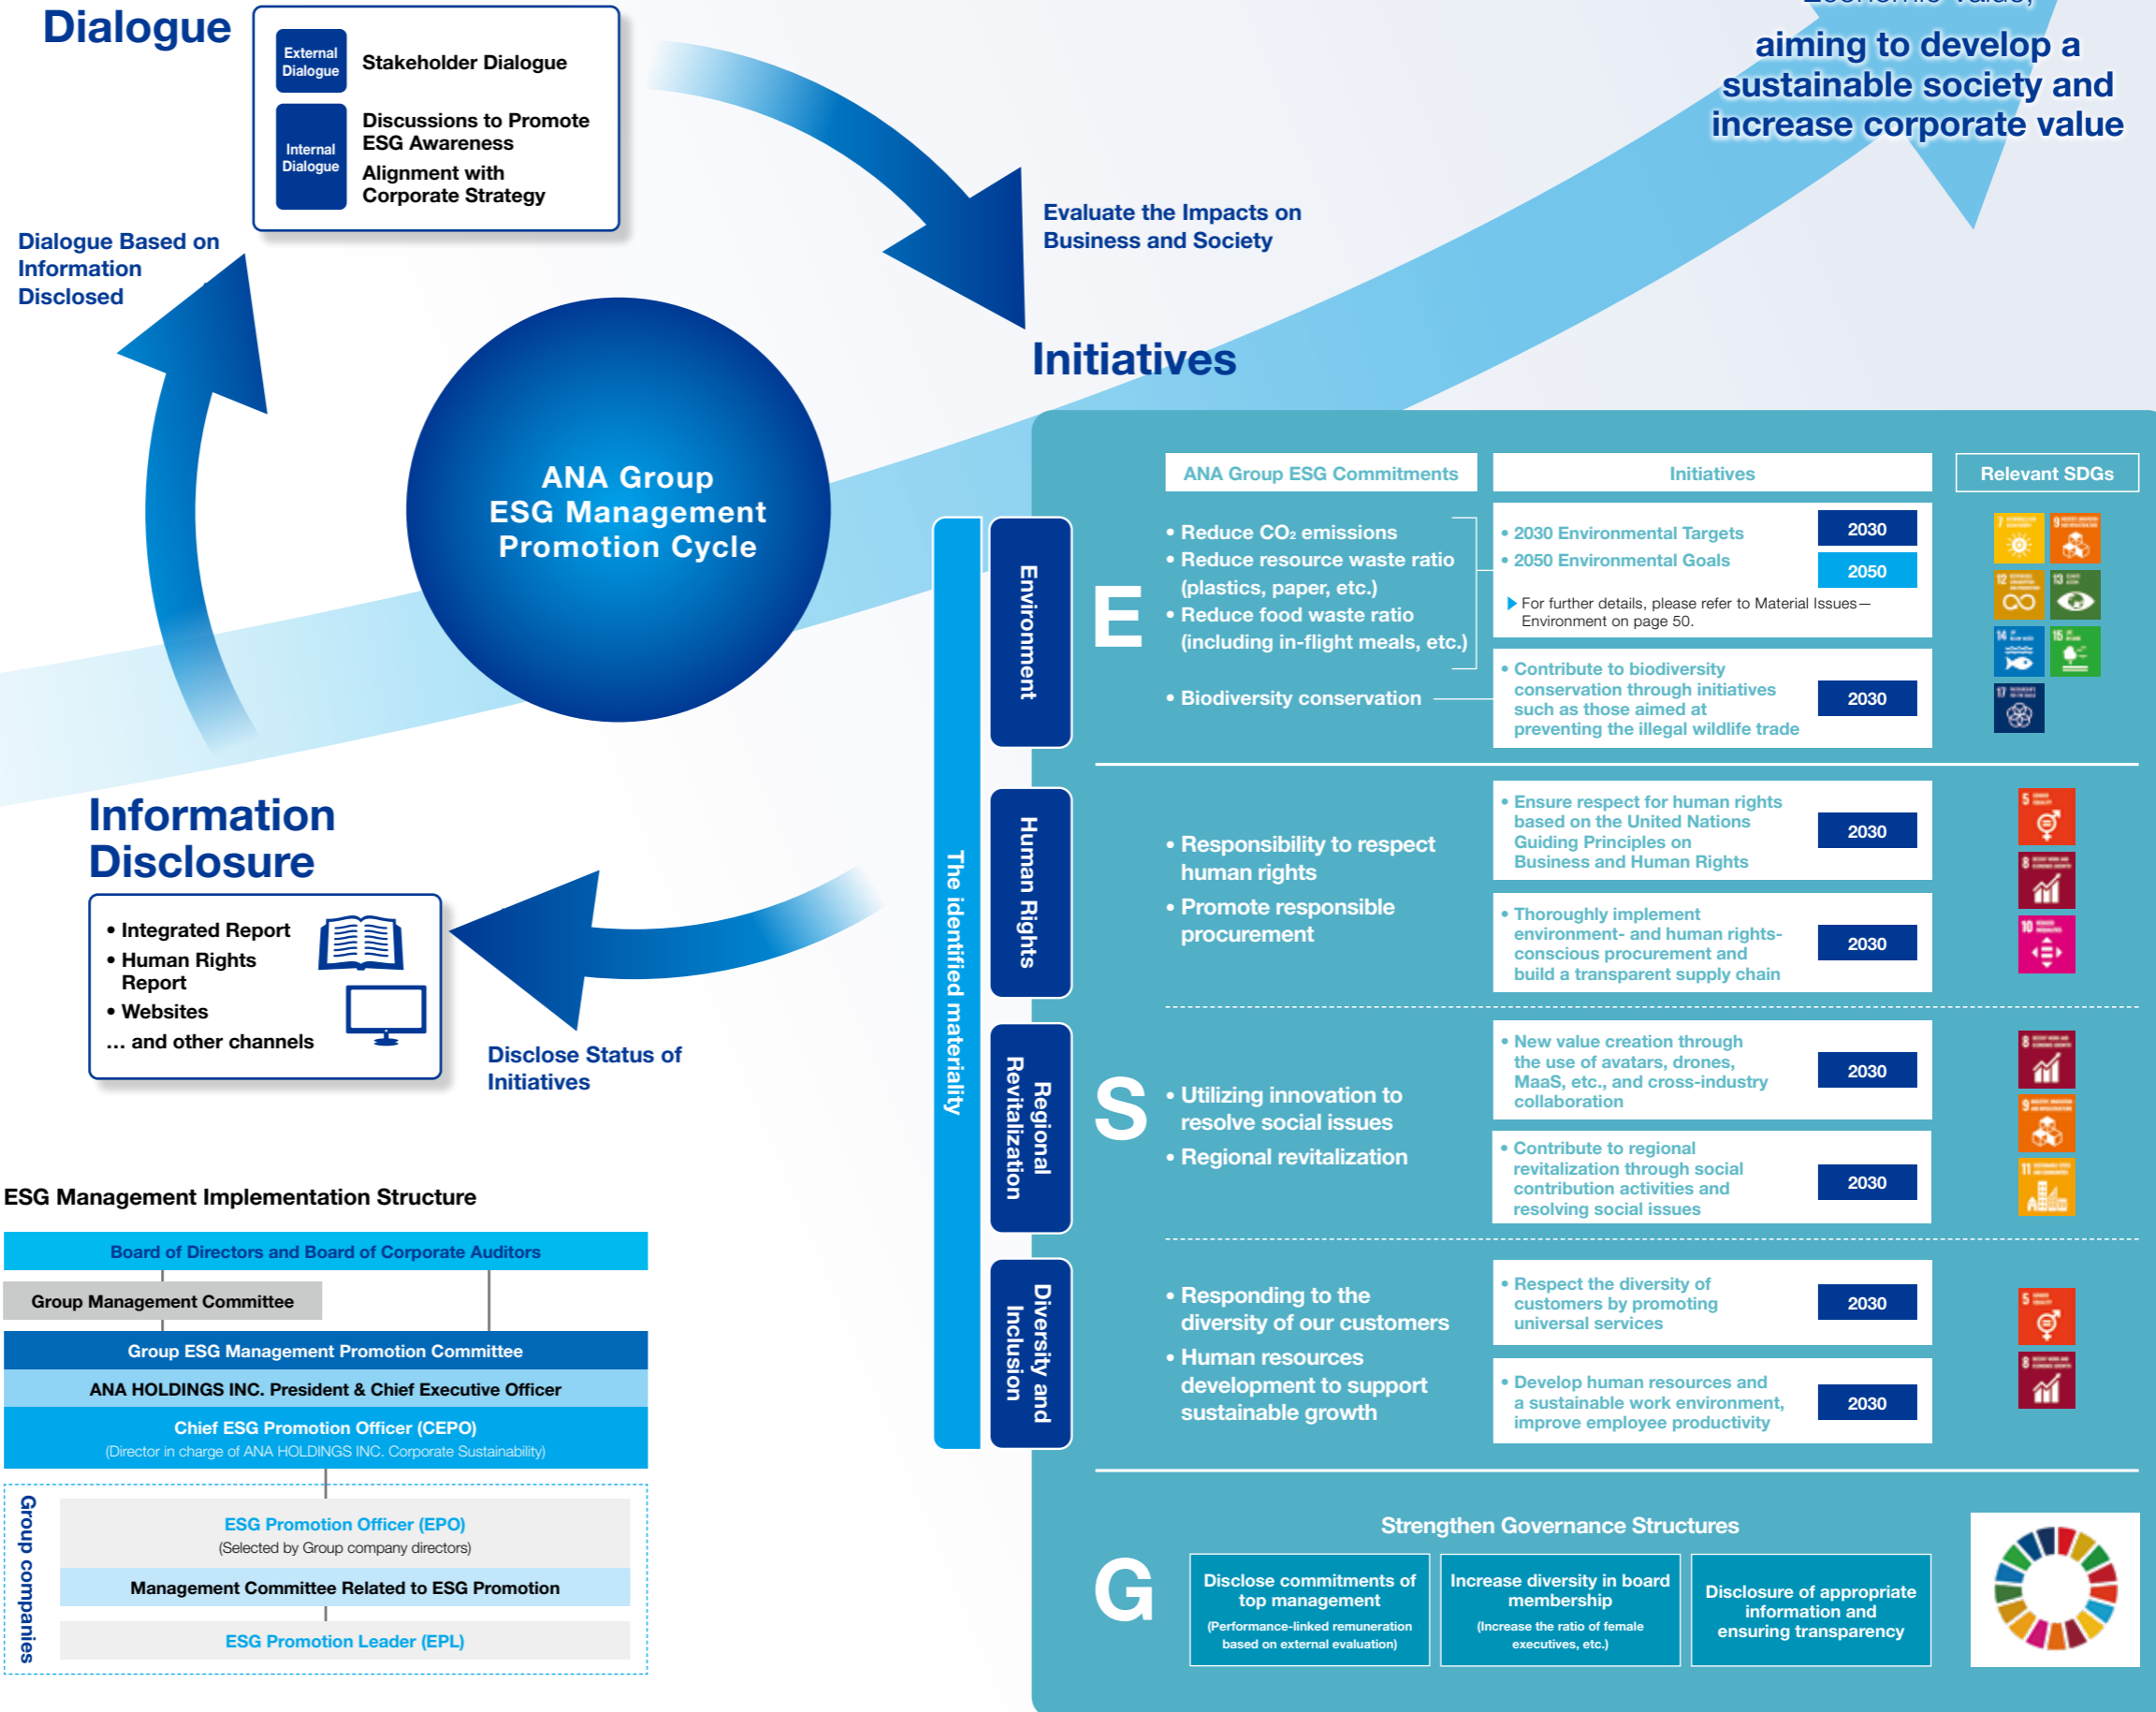 Dialogue
External
Dialogue
Stakeholder Dialogue
Internal
Dialogue
Discussions to Promote
ESG Awareness
Alignment with
Corporate Strategy
aiming to develop a
sustainable society and
increase corporate value
Dialogue Based on
Information
Disclosed
Evaluate the Impacts on
Business and Society
ANA Group
ESG Management
Promotion Cycle
Information
Disclosure
• Integrated Report
• Human Rights
Report
• Websites
... and other channels
Disclose Status of
Initiatives
Initiatives
The identified materiality
ANA Group ESG Commitments
Initiatives
Relevant SDGs
Environment
E
• Reduce CO₂ emissions
• Reduce resource waste ratio
(plastics, paper, etc.)
• Reduce food waste ratio
(including in-flight meals, etc.)
• Biodiversity conservation
• 2030 Environmental Targets
2030
• 2050 Environmental Goals
2050
For further details, please refer to Material Issues—
Environment on page 50.
• Contribute to biodiversity
conservation through initiatives
such as those aimed at
preventing the illegal wildlife trade
2030
7
9
12
13
14
15
17
Human Rights
• Responsibility to respect
human rights
• Promote responsible
procurement
• Ensure respect for human rights
based on the United Nations
Guiding Principles on
Business and Human Rights
2030
• Thoroughly implement
environment- and human rights-
conscious procurement and
build a transparent supply chain
2030
5
8
10
S
Regional
Revitalization
• Utilizing innovation to
resolve social issues
• Regional revitalization
• New value creation through
the use of avatars, drones,
MaaS, etc., and cross-industry
collaboration
2030
• Contribute to regional
revitalization through social
contribution activities and
resolving social issues
2030
8
9
11
Diversity and
Inclusion
• Responding to the
diversity of our customers
• Human resources
development to support
sustainable growth
• Respect the diversity of
customers by promoting
universal services
2030
• Develop human resources and
a sustainable work environment,
improve employee productivity
2030
5
8
G
Strengthen Governance Structures
Disclose commitments of
top management
(Performance-linked remuneration
based on external evaluation)
Increase diversity in board
membership
(Increase the ratio of female
executives, etc.)
Disclosure of appropriate
information and
ensuring transparency
ESG Management Implementation Structure
Board of Directors and Board of Corporate Auditors
Group Management Committee
Group ESG Management Promotion Committee
ANA HOLDINGS INC. President & Chief Executive Officer
Chief ESG Promotion Officer (CEPO)
(Director in charge of ANA HOLDINGS INC. Corporate Sustainability)
Group companies
ESG Promotion Officer (EPO)
(Selected by Group company directors)
Management Committee Related to ESG Promotion
ESG Promotion Leader (EPL)